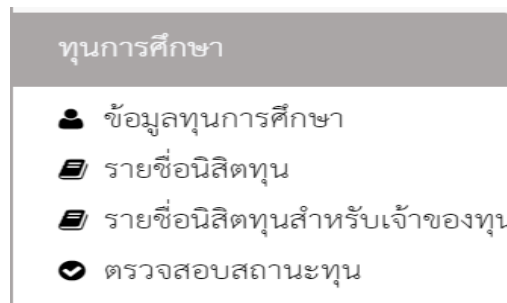 ทุนการศึกษา
ข้อมูลทุนการศึกษา
รายชื่อนิสิตทุน
รายชื่อนิสิตทุนสำหรับเจ้าของทุน
ตรวจสอบสถานะทุน